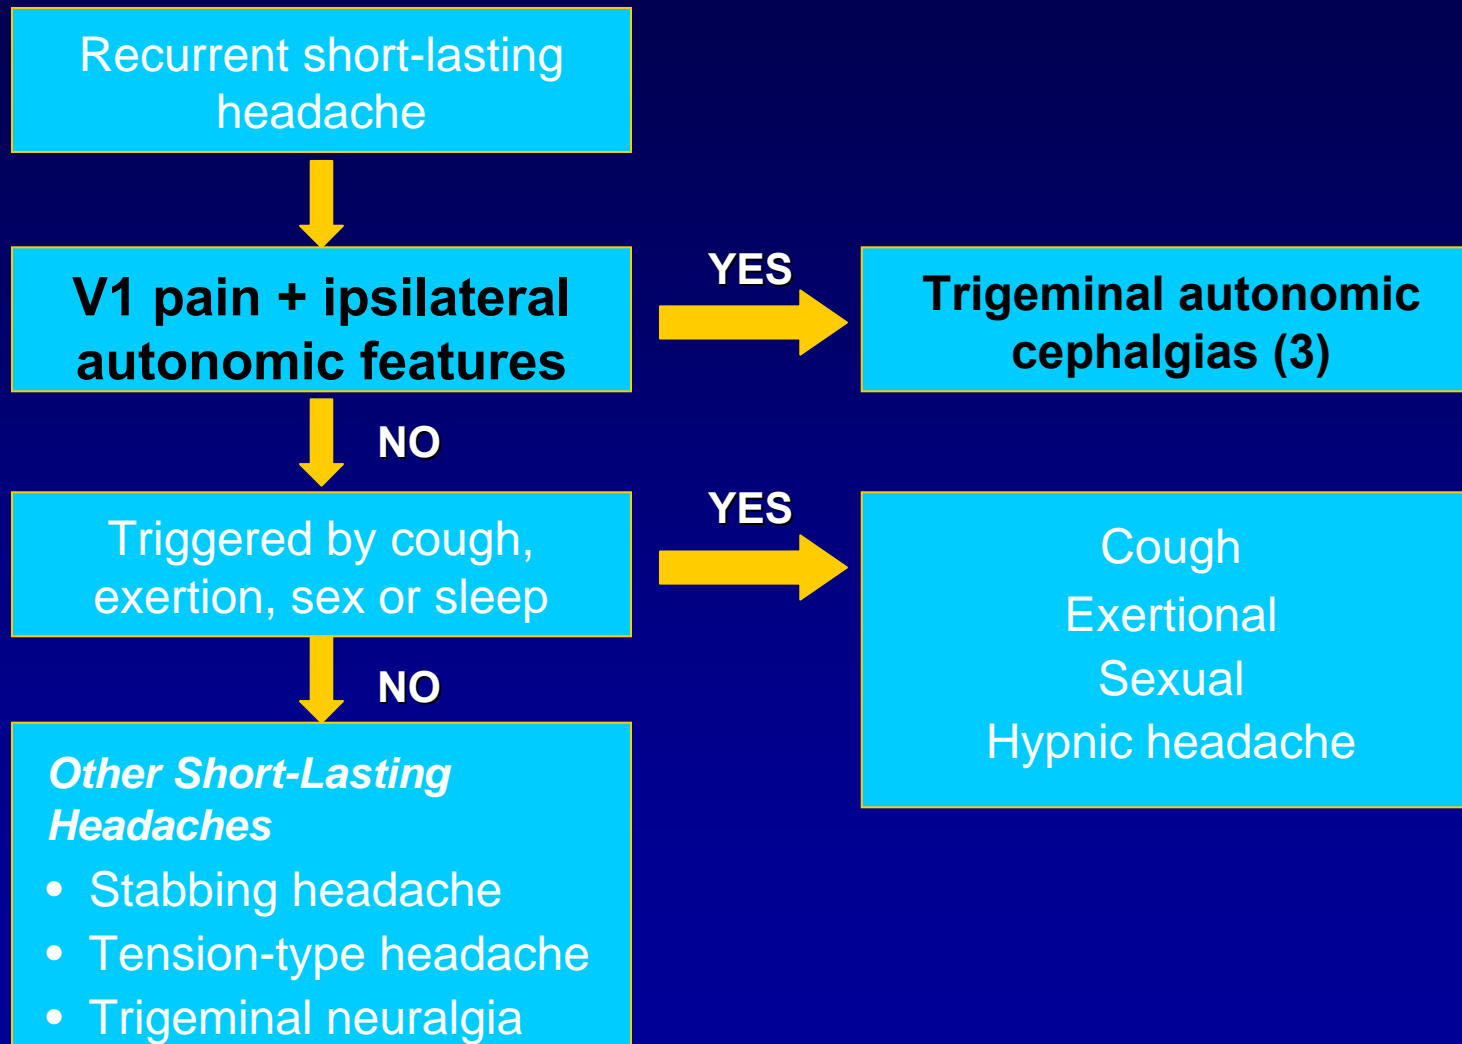 Recurrent short-lasting
headache
V1 pain + ipsilateral
autonomic features
YES
Trigeminal autonomic
cephalgias (3)
NO
Triggered by cough,
exertion, sex or sleep
YES
Cough
Exertional
Sexual
Hypnic headache
NO
Other Short-Lasting
Headaches
• Stabbing headache
• Tension-type headache
• Trigeminal neuralgia